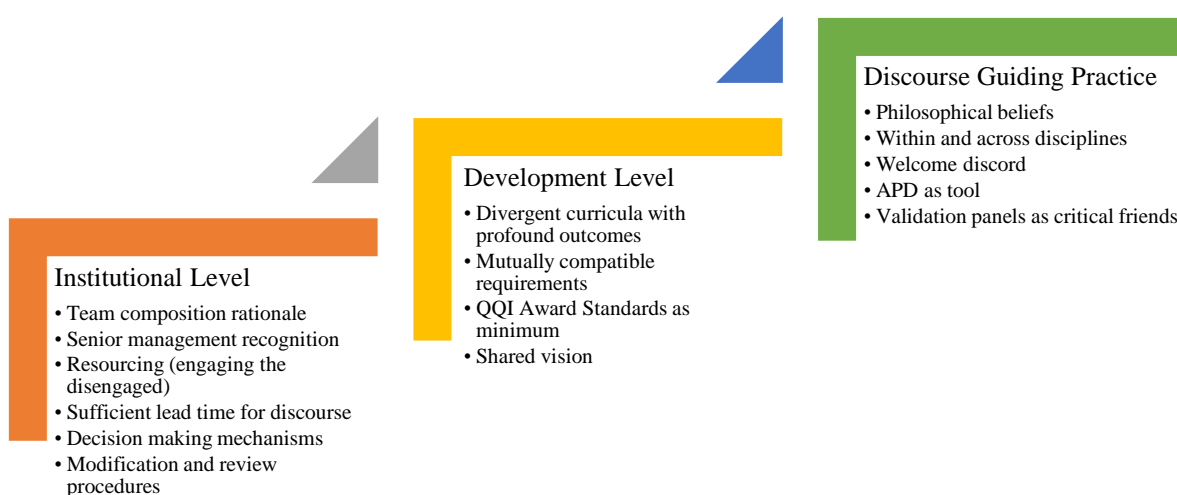 Institutional Level
• Team composition rationale
• Senior management recognition
• Resourcing (engaging the
disengaged)
• Sufficient lead time for discourse
• Decision making mechanisms
• Modification and review
procedures
Development Level
• Divergent curricula with
profound outcomes
• Mutually compatible
requirements
• QQI Award Standards as
minimum
• Shared vision
Discourse Guiding Practice
• Philosophical beliefs
• Within and across disciplines
• Welcome discord
• APD as tool
• Validation panels as critical friends